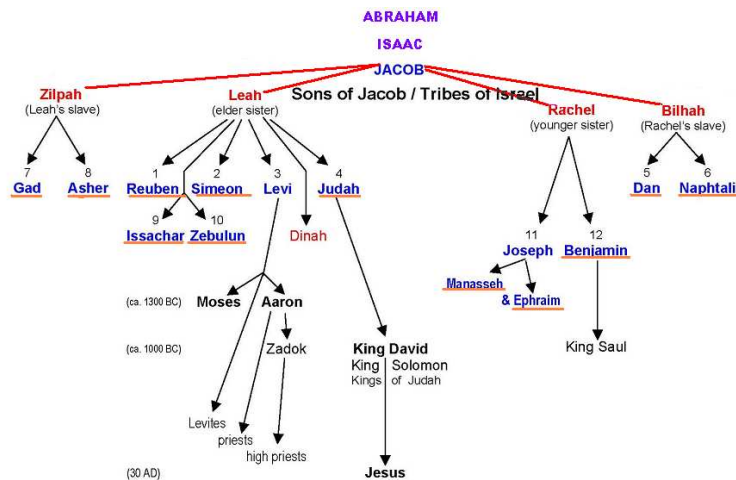 ABRAHAM
ISAAC
JACOB
Sons of Jacob / Tribes of Israel
Zilpah
(Leah's slave)
Leah
(elder sister)
Rachel
(younger sister)
Bilhah
(Rachel's slave)
7
Gad
8
Asher
1
Reuben
2
Simeon
3
Levi
4
Judah
5
Dan
6
Naphtali
9
Issachar
10
Zebulun
Dinah
11
Joseph
12
Benjamin
Manasseh
& Ephraim
(ca. 1300 BC)
Moses
Aaron
(ca. 1000 BC)
Zadok
King David
King Solomon
Kings of Judah
King Saul
Levites
priests
high priests
(30 AD)
Jesus